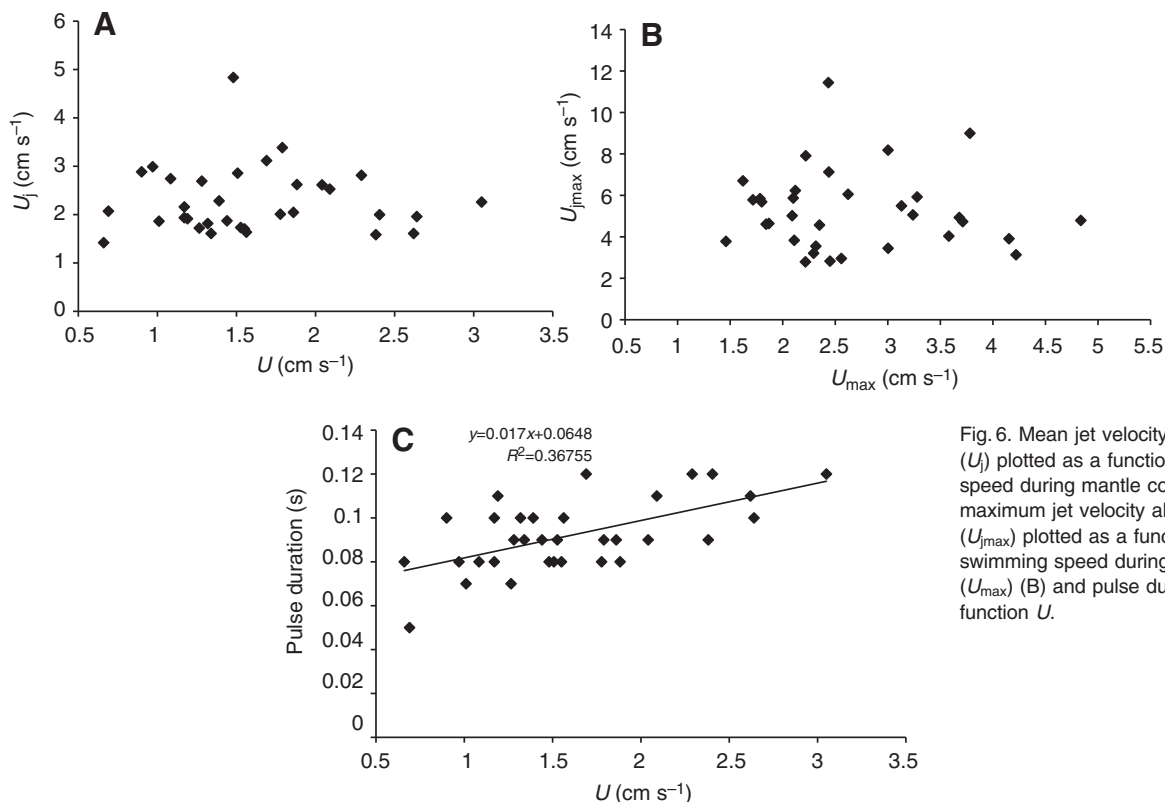 A
6
5
4
3
2
1
0
0.5 1 1.5 2 2.5 3 3.5
Uj (cm s–1)
U (cm s–1)
B
14
12
10
8
6
4
2
0
0.5 1 1.5 2 2.5 3 3.5 4 4.5 5 5.5
Ujmax (cm s–1)
Umax (cm s–1)
C
y=0.017x+0.0648
R2=0.36755
0.14
0.12
0.1
0.08
0.06
0.04
0.02
0
0.5 1 1.5 2 2.5 3 3.5
Pulse duration (s)
U (cm s–1)
Fig. 6. Mean jet velocity
(Uj) plotted as a function
speed during mantle co
maximum jet velocity al
(Ujmax) plotted as a func
swimming speed during
(Umax) (B) and pulse du
function U.